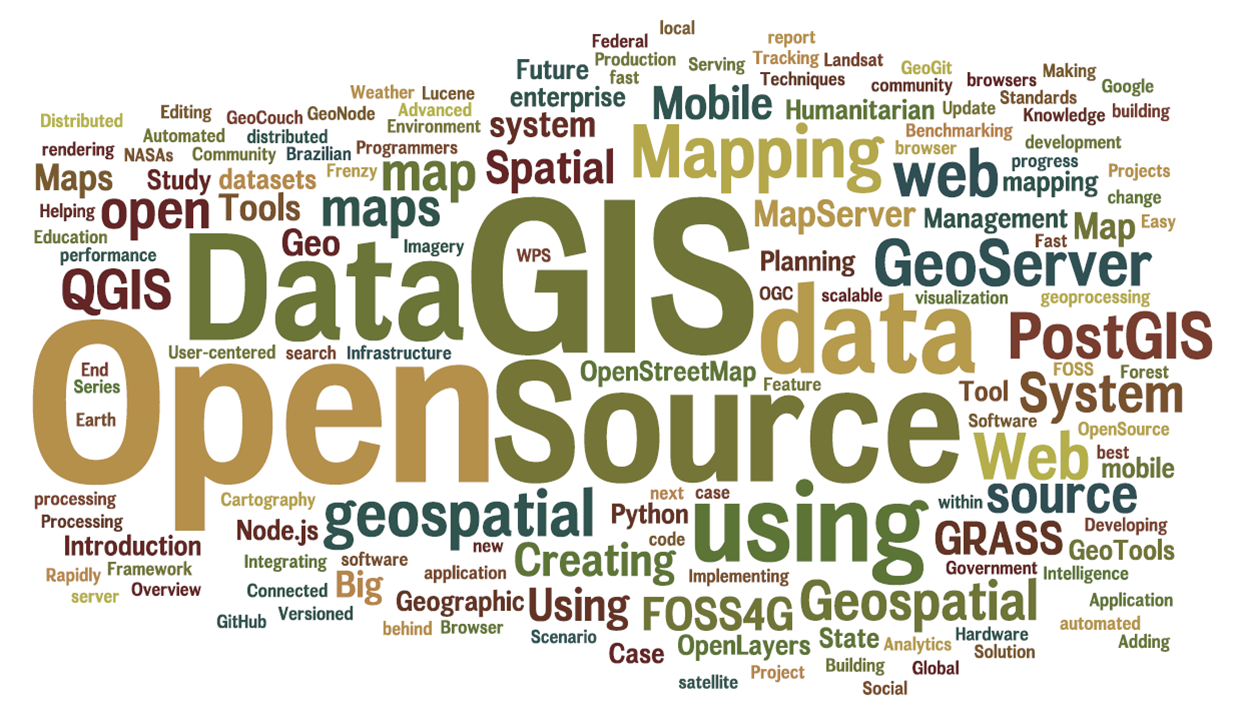 local
Federal
report
Production
Serving
Tracking
Landsat
Future
fast
Techniques
GeoGit
community
browsers
Making
Google
Weather
Lucene
enterprise
Mobile
Humanitarian
Update
Standards
Knowledge
building
Distributed
Editing
GeoCouch
GeoNode
Advanced
Environment
system
Mapping
Benchmarking
browser
development
Automated
distributed
rendering
NASAs
Community
Brazilian
Programmers
Frenzy
map
Spatial
web
progress
mapping
Projects
Maps
Study
datasets
change
Helping
open
Tools
maps
MapServer
Management
Map
Easy
Education
performance
Geo
Imagery
WPS
Fast
QGIS
Data
GIS
Planning
GeoServer
OGC
scalable
visualization
geoprocessing
data
PostGIS
User-centered
search
Infrastructure
OpenStreetMap
Feature
FOSS
Forest
End
Series
Earth
Open
Source
Tool
System
Software
OpenSource
Web
best
mobile
processing
Cartography
geospatial
next
case
using
within
source
Processing
Node.js
Python
code
GRASS
Developing
GeoTools
Introduction
new
Creating
Integrating
software
Rapidly
Framework
application
Implementing
Government
Intelligence
server
Overview
Connected
Big
Geographic
Using
FOSS4G
Geospatial
Application
GitHub
Versioned
behind
Browser
Scenario
OpenLayers
State
Analytics
Hardware
Solution
automated
Adding
Case
satellite
Project
Building
Global
Social